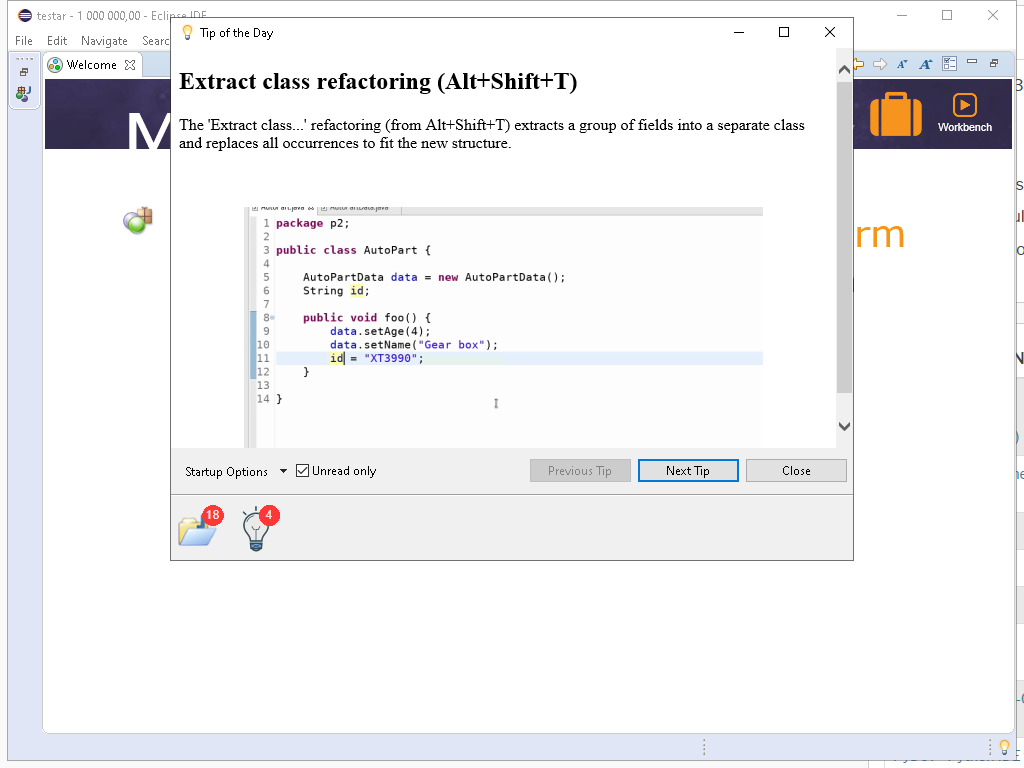 testar - 1 000 000,00 - Eclipse IDE
File Edit Navigate
Welcome
Workbench
Tip of the Day
Extract class refactoring (Alt+Shift+T)
The 'Extract class...' refactoring (from Alt+Shift+T) extracts a group of fields into a separate class
and replaces all occurrences to fit the new structure.
AutoPart.java AutoPartData.java
1 package p2;
2
3 public class AutoPart {
4
5 AutoPartData data = new AutoPartData();
6 String id;
7
8 public void foo() {
9 data.setAge(4);
10 data.setName("Gear box");
11 id = "XT3990";
12 }
13
14 }
Startup Options Unread only Previous Tip Next Tip Close
18 4